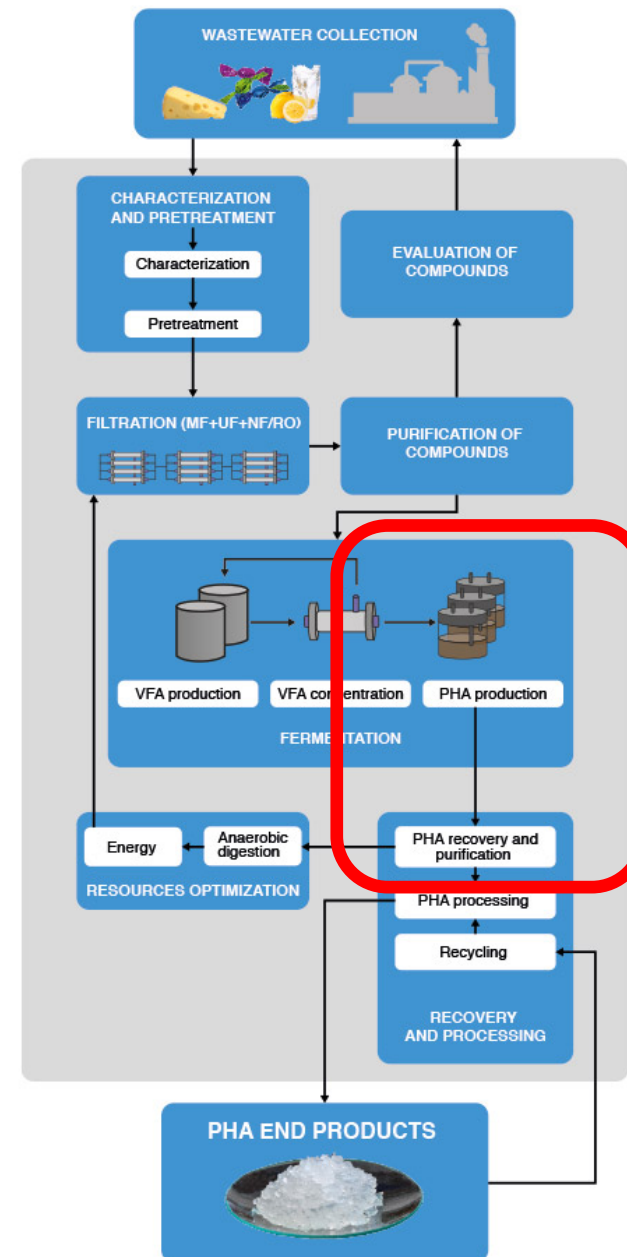 WASTEWATER COLLECTION
CHARACTERIZATION
AND PRETREATMENT
Characterization
Pretreatment
EVALUATION OF
COMPOUNDS
FILTRATION (MF+UF+NF/RO)
PURIFICATION OF
COMPOUNDS
VFA production
VFA concentration
PHA production
FERMENTATION
Energy
Anaerobic
digestion
RESOURCES OPTIMIZATION
PHA recovery and
purification
PHA processing
Recycling
RECOVERY
AND PROCESSING
PHA END PRODUCTS